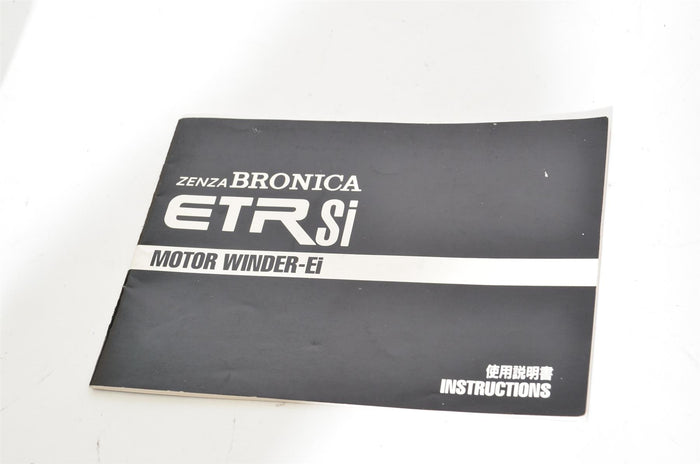 ZENZA BRONICA
ETRSi
MOTOR WINDER-Ei
使用説明書
INSTRUCTIONS